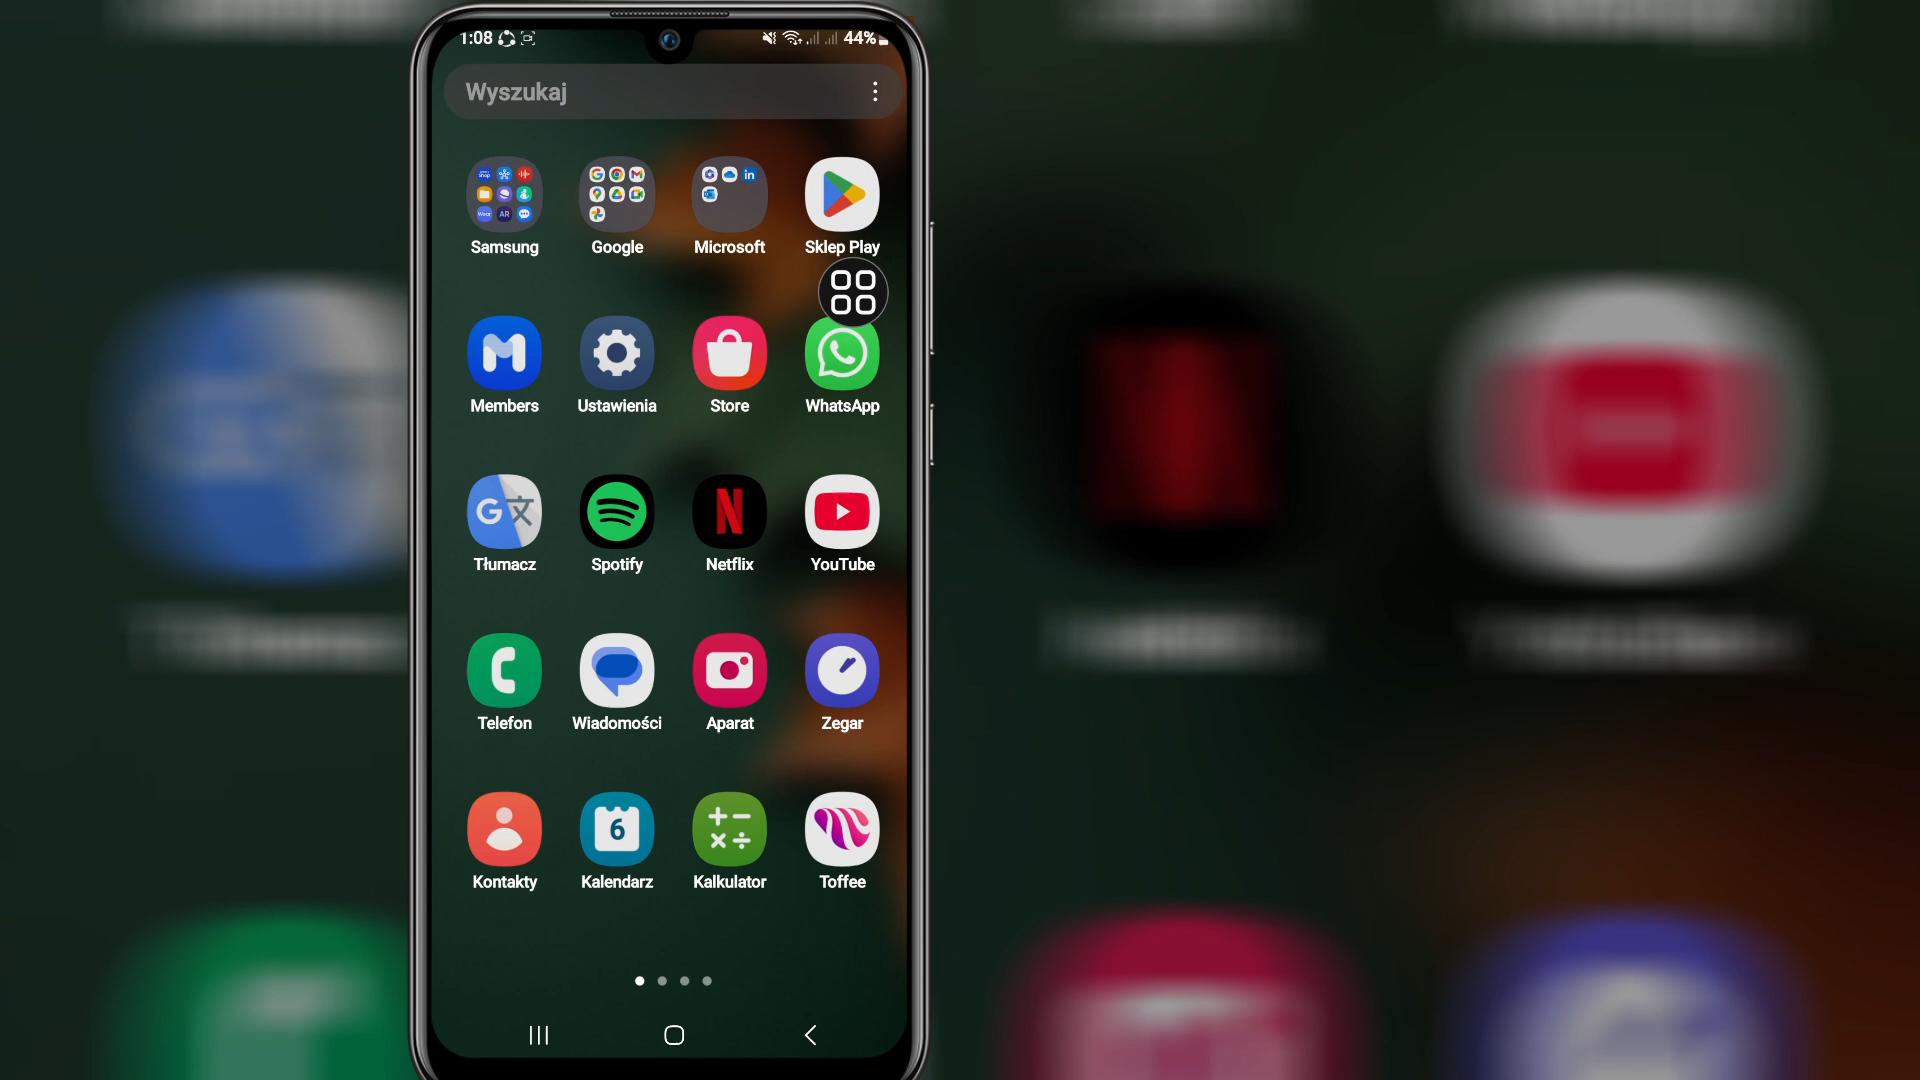 1:08
44%
Wyszukaj
Samsung
Google
Microsoft
Sklep Play
Members
Ustawienia
Store
WhatsApp
Tłumacz
Spotify
Netflix
YouTube
Telefon
Wiadomości
Aparat
Zegar
6
Kontakty
Kalendarz
Kalkulator
Toffee